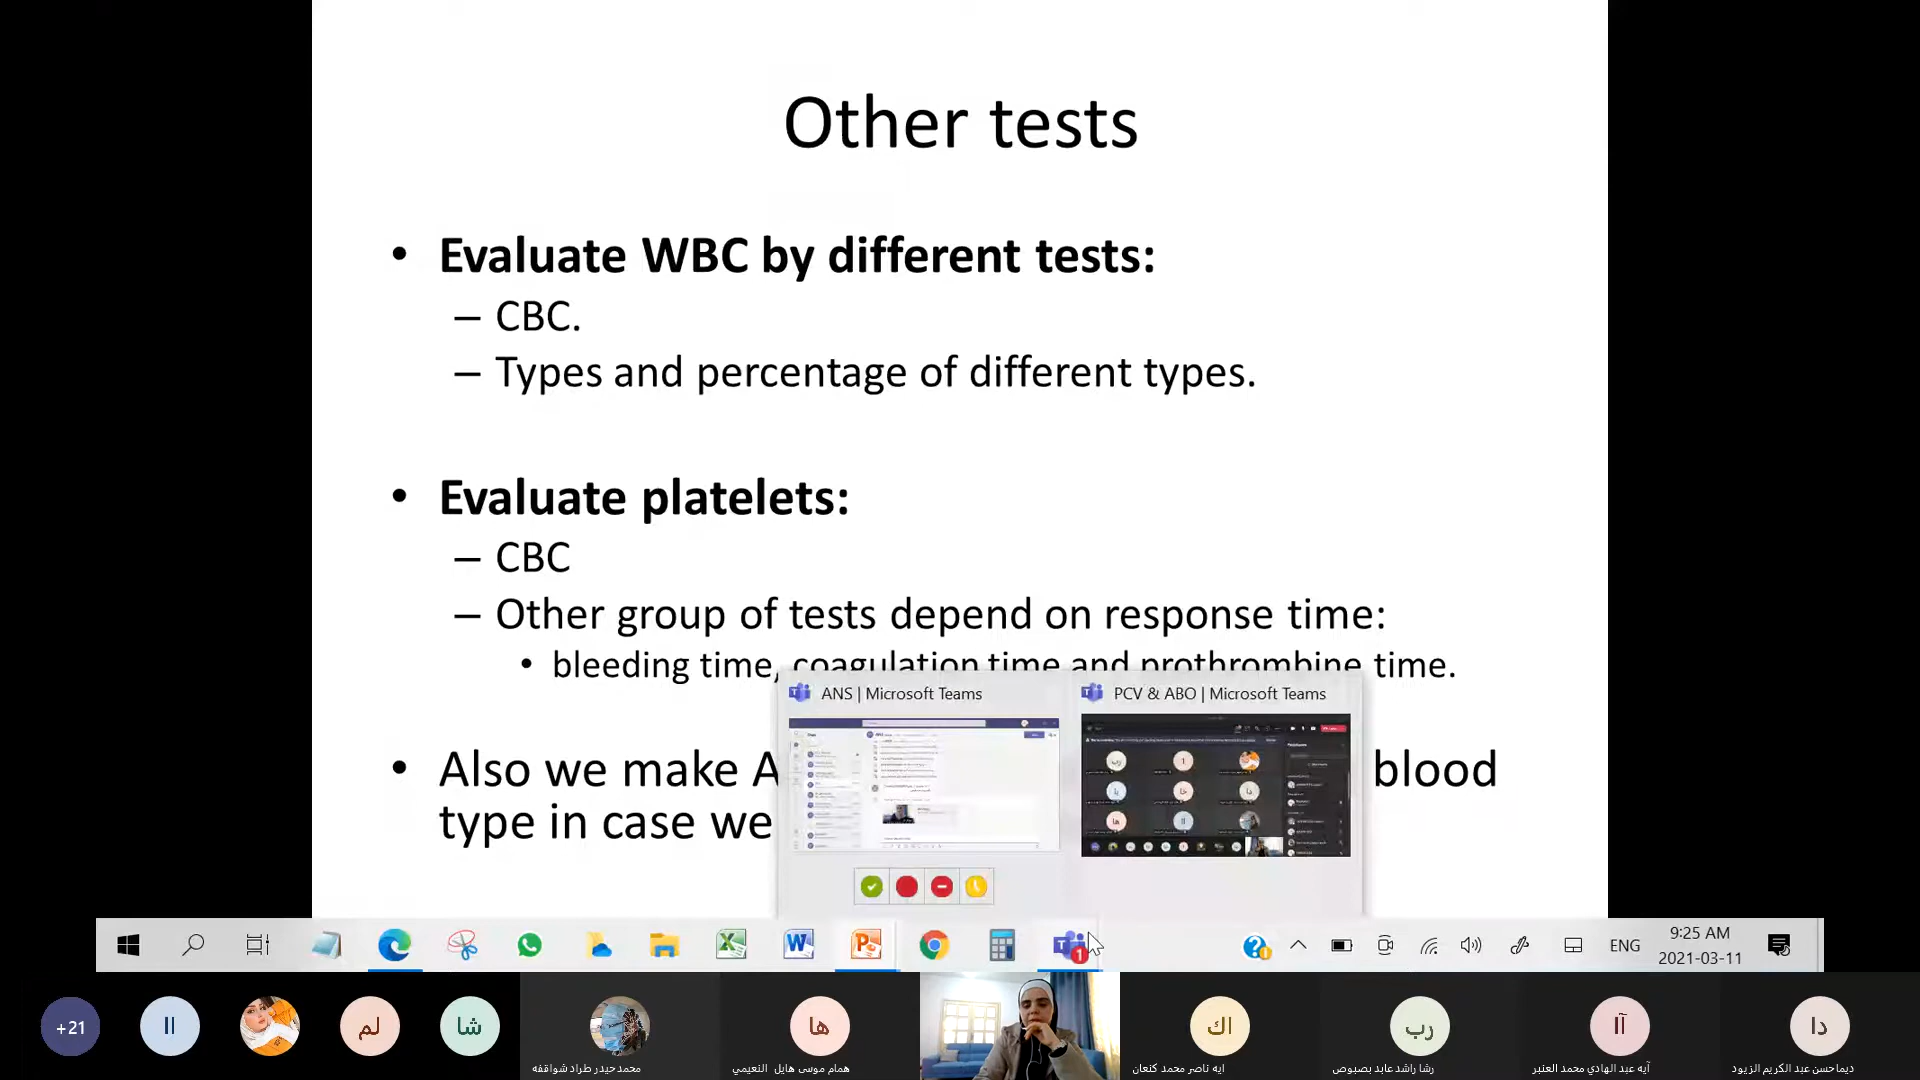 Other tests
• Evaluate WBC by different tests:
– CBC.
– Types and percentage of different types.
• Evaluate platelets:
– CBC
– Other group of tests depend on response time:
• bleeding time, coagulation time and prothrombine time.
ANS | Microsoft Teams
PCV & ABO | Microsoft Teams
• Also we make A blood
type in case we
ENG
9:25 AM
2021-03-11
+21
اا
لم
شا
ها
اك
رب
آا
دا
محمد حيدر طراد شواقفه
همام موسى هايل النعيمي
ايه ناصر محمد كنعان
رشا راشد عابد بصبوص
آيه عبد الهادي محمد العنبر
ديما حسن عبد الكريم الزيود